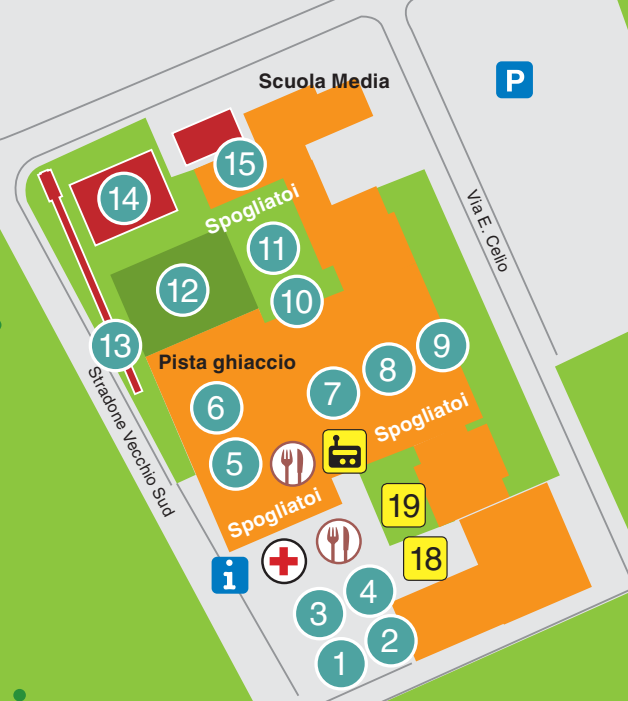 Scuola Media
P
15
14
Spogliatoi
Via E. Celio
11
12
10
13
9
Pista ghiaccio
8
7
6
Stradone Vecchio Sud
Spogliatoi
5
Spogliatoi
19
18
i
4
3
2
1